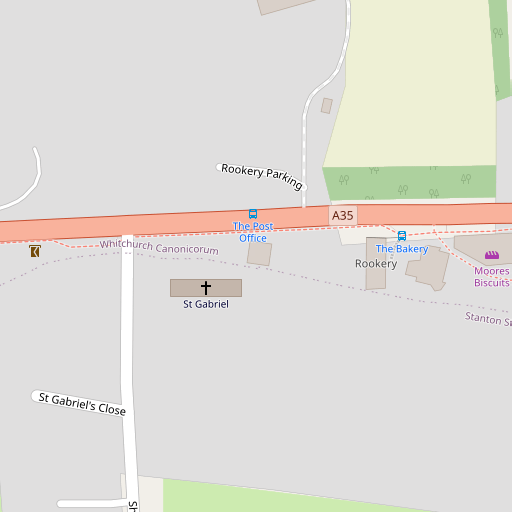 Rookery Parking
A35
The Post
Office
Whitchurch Canonicorum
The Bakery
Rookery
Moores
Biscuits
St Gabriel
Stanton
St Gabriel's Close